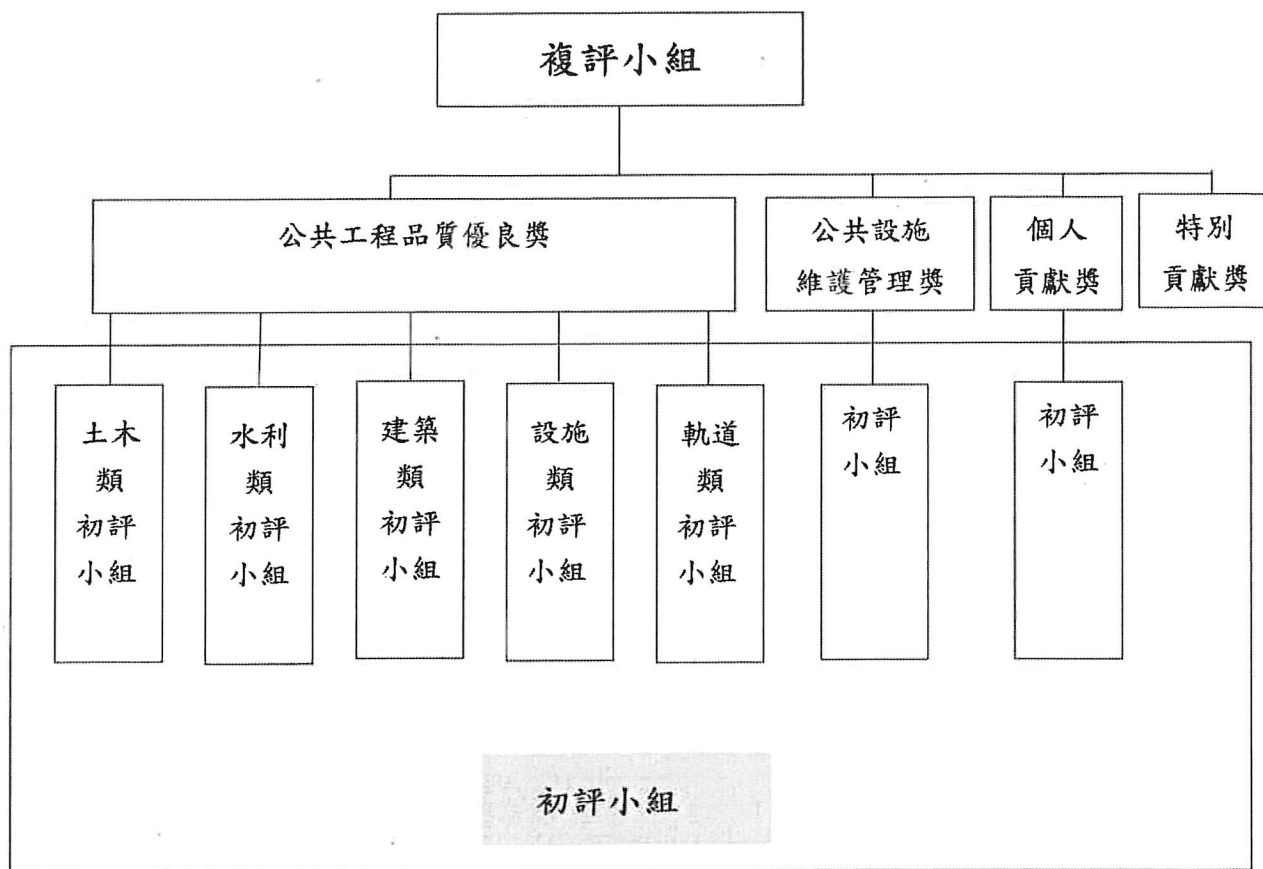 複評小組
公共工程品質優良獎
公共設施
維護管理獎
個人
貢獻獎
特別
貢獻獎
土木
類
初評
小組
水利
類
初評
小組
建築
類
初評
小組
設施
類
初評
小組
軌道
類
初評
小組
初評
小組
初評
小組
初評小組